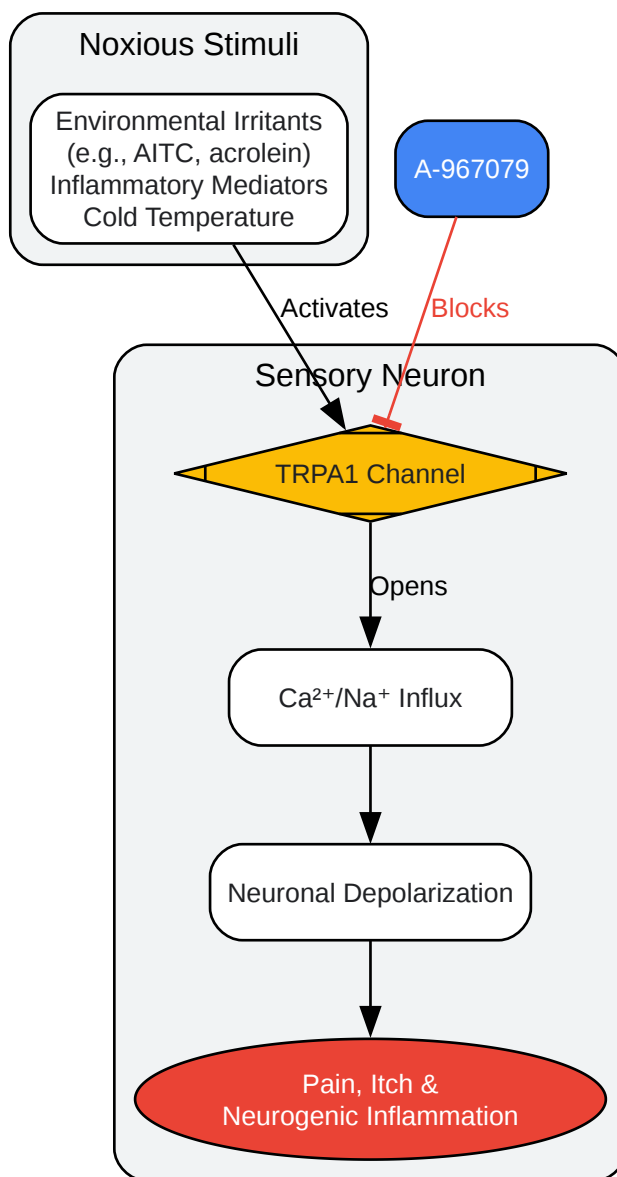 Noxious Stimuli
Environmental Irritants
(e.g., AITC, acrolein)
Inflammatory Mediators
Cold Temperature
A-967079
Activates
Blocks
Sensory Neuron
TRPA1 Channel
Opens
Ca²⁺/Na⁺ Influx
Neuronal Depolarization
Pain, Itch &
Neurogenic Inflammation